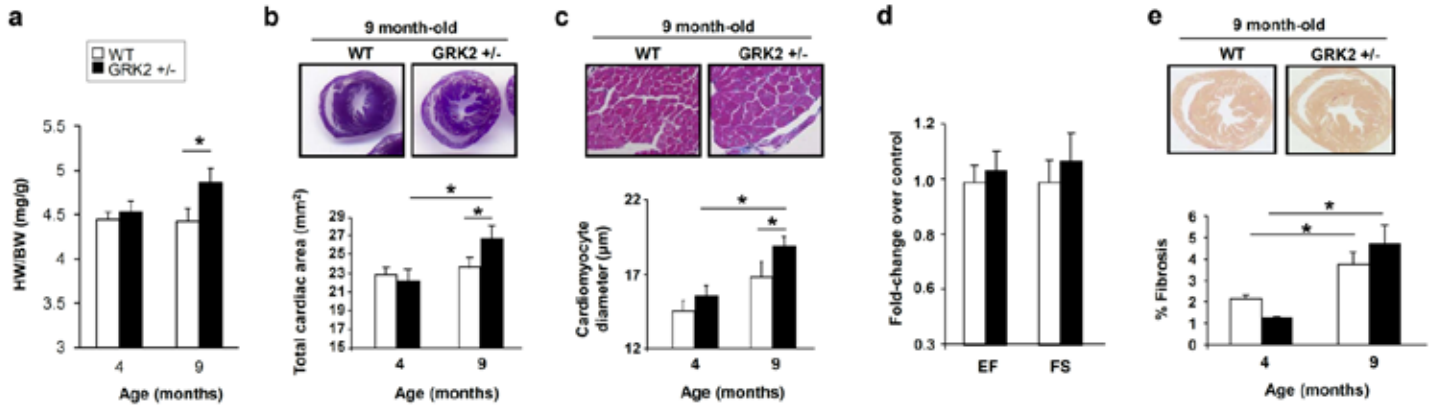 a
WT
GRK2 +/-
5.5
5
4.5
4
3.5
3
HW/BW (mg/g)
*
4
9
Age (months)
b
9 month-old
WT
GRK2 +/-
Total cardiac area (mm²)
29
27
25
23
21
19
17
15
*
*
4
9
Age (months)
c
9 month-old
WT
GRK2 +/-
Cardiomyocyte
diameter (µm)
22
17
12
*
*
4
9
Age (months)
d
Fold-change over control
1.2
1.0
0.8
0.6
0.3
EF
FS
e
9 month-old
WT
GRK2 +/-
% Fibrosis
6
5
4
3
2
1
0
*
*
4
9
Age (months)